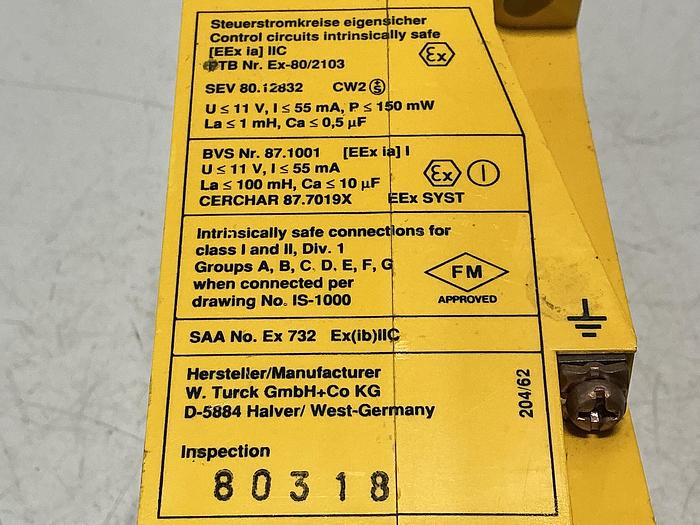 Steuerstromkreise eigensicher
Control circuits intrinsically safe
[EEx ia] IIC
PTB Nr. Ex-80/2103
Ex
SEV 80.12832 CW2 S
U ≤ 11 V, I ≤ 55 mA, P ≤ 150 mW
La ≤ 1 mH, Ca ≤ 0,5 µF
BVS Nr. 87.1001 [EEx ia] I
U ≤ 11 V, I ≤ 55 mA
La ≤ 100 mH, Ca ≤ 10 µF
Ex I
CERCHAR 87.7019X EEx SYST
Intrinsically safe connections for
class I and II, Div. 1
Groups A, B, C, D, E, F, G
when connected per
drawing No. IS-1000
FM
APPROVED
SAA No. Ex 732 Ex(ib)IIC
Hersteller/Manufacturer
W. Turck GmbH+Co KG
D-5884 Halver/ West-Germany
204/62
Inspection
80318